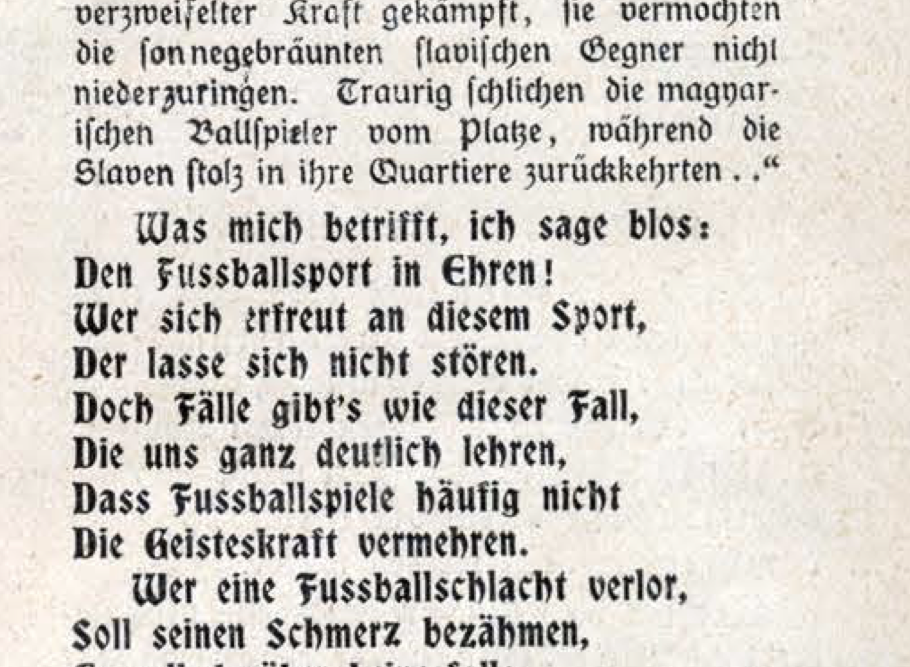 verzweifelter Kraft gekämpft, sie vermochten
die sonnegebräunten slavischen Gegner nicht
niederzuringen. Traurig schlichen die magyar-
ischen Ballspieler vom Platze, während die
Slaven stolz in ihre Quartiere zurückkehrten . .“
Was mich betrifft, ich sage blos:
Den Fussballsport in Ehren!
Wer sich erfreut an diesem Sport,
Der lasse sich nicht stören.
Doch Fälle gibt's wie dieser Fall,
Die uns ganz deutlich lehren,
Dass Fussballspiele häufig nicht
Die Geisteskraft vermehren.
Wer eine Fussballschlacht verlor,
Soll seinen Schmerz bezähmen,